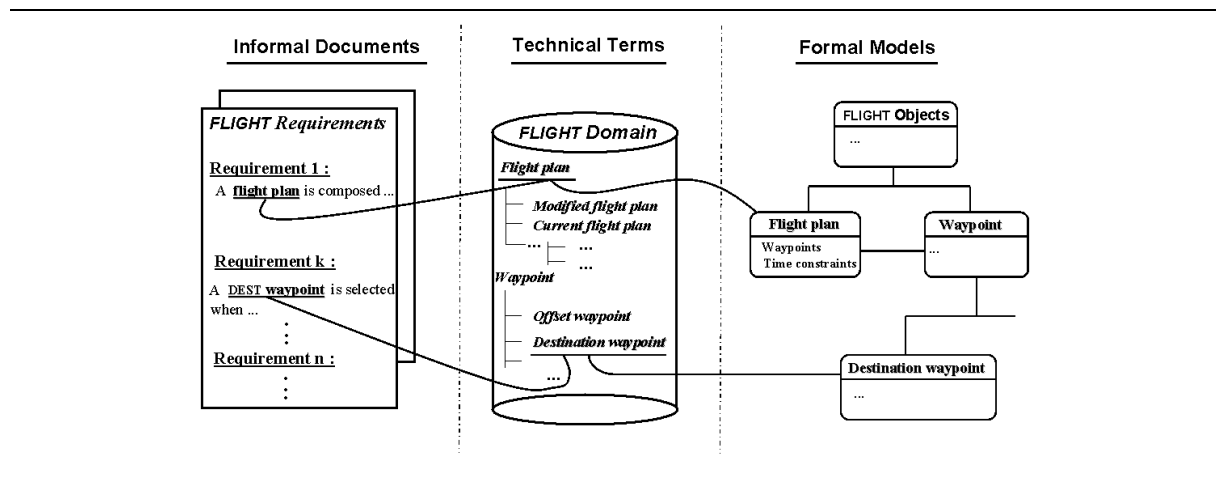 Informal Documents
Technical Terms
Formal Models
FLIGHT Requirements
Requirement 1 :
A flight plan is composed ...
Requirement k :
A DEST waypoint is selected
when ...
Requirement n :
FLIGHT Domain
Flight plan
Modified flight plan
Current flight plan
...
...
...
Waypoint
Offset waypoint
Destination waypoint
...
FLIGHT Objects
...
Flight plan
Waypoints
Time constraints
Waypoint
...
Destination waypoint
...